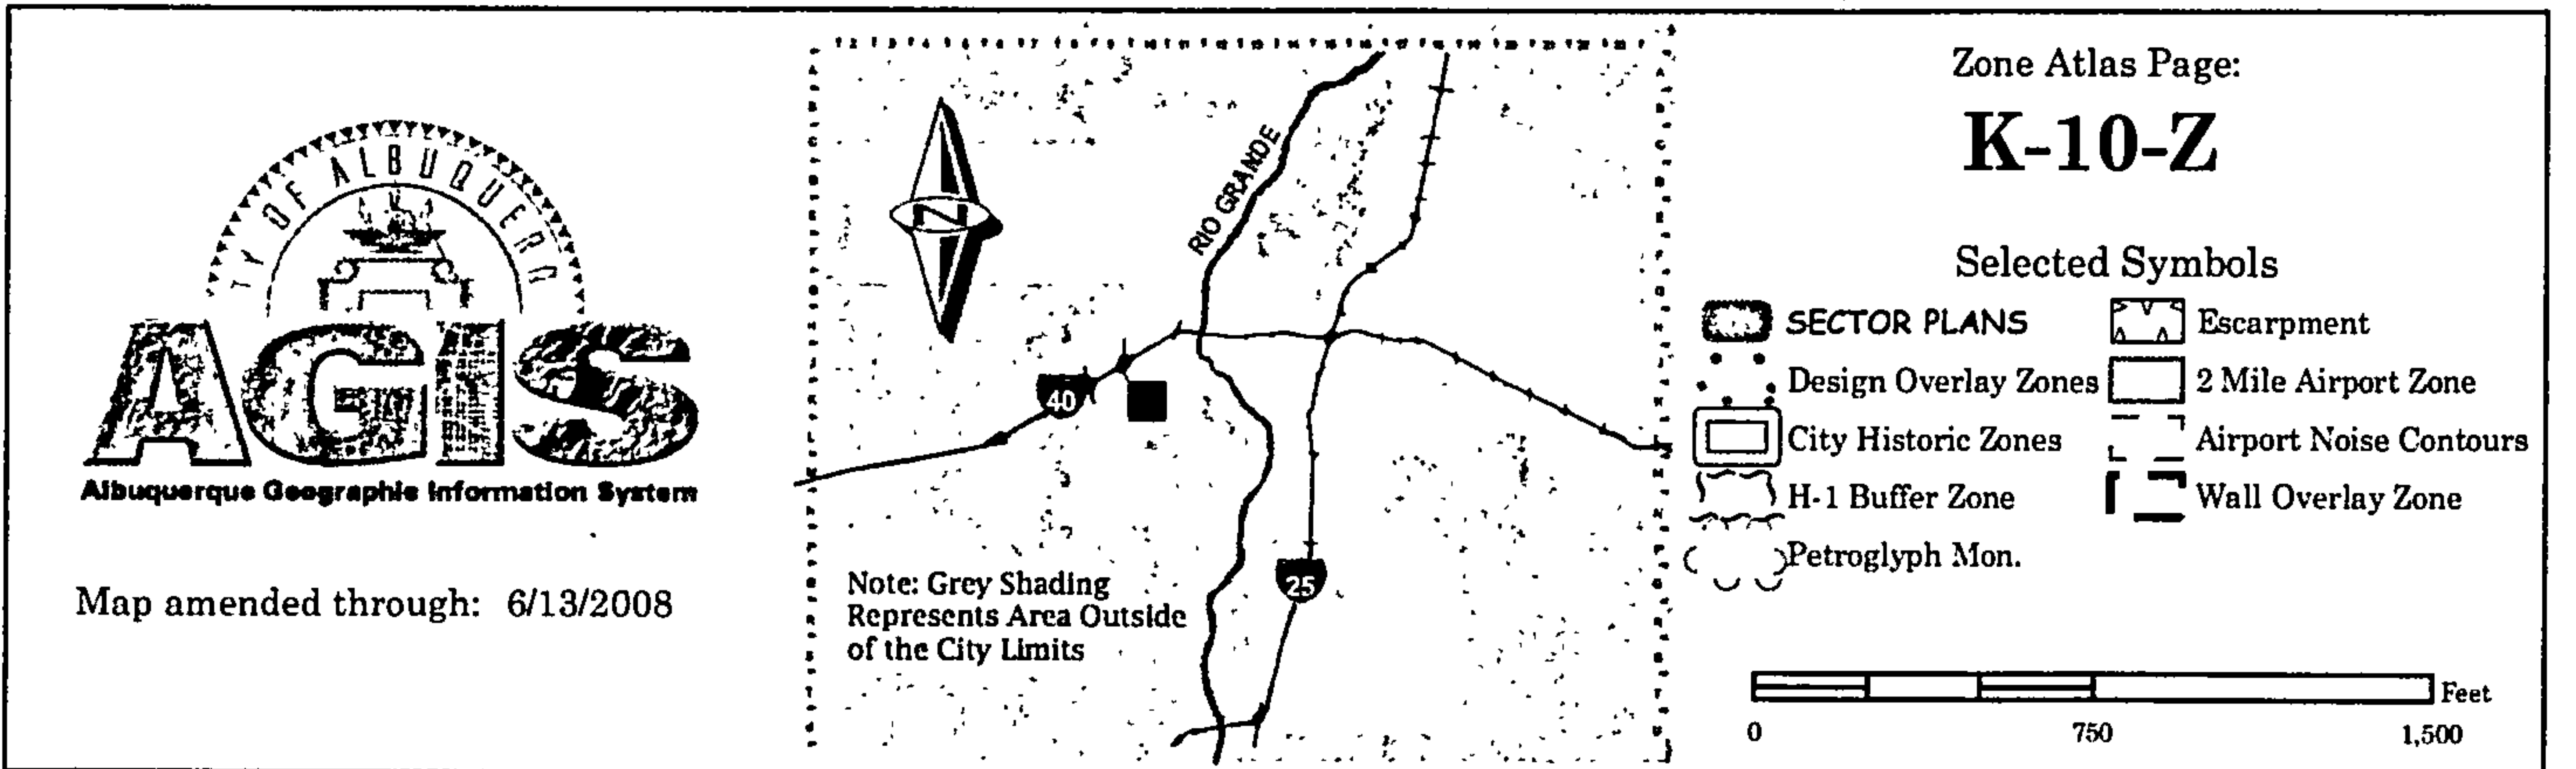 TY OF ALBUQUERQ
AGIS
Albuquerque Geographic Information System
Map amended through: 6/13/2008
N
RIO GRANDE
40
25
Note: Grey Shading
Represents Area Outside
of the City Limits
Zone Atlas Page:
K-10-Z
Selected Symbols
SECTOR PLANS
Escarpment
Design Overlay Zones
2 Mile Airport Zone
City Historic Zones
Airport Noise Contours
H-1 Buffer Zone
Wall Overlay Zone
Petroglyph Mon.
Feet
0 750 1,500